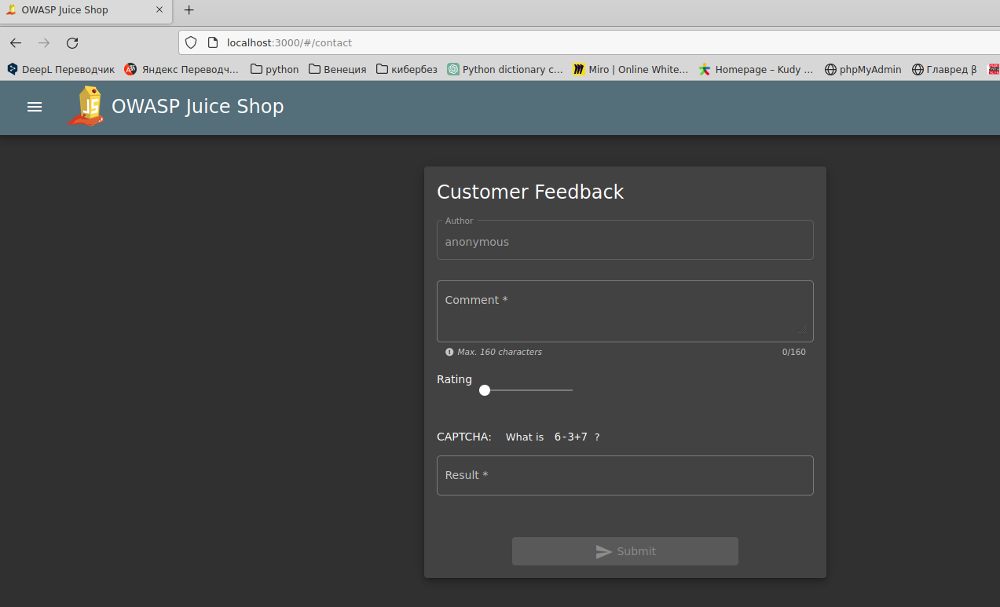 OWASP Juice Shop
localhost:3000/#/contact
DeepL Переводчик Яндекс Переводч... python Венеция кибербез Python dictionary c... Miro | Online White... Homepage – Kudy ... phpMyAdmin Главред β
JS OWASP Juice Shop
Customer Feedback
Author
anonymous
Comment *
Max. 160 characters 0/160
Rating
CAPTCHA: What is 6-3+7 ?
Result *
Submit